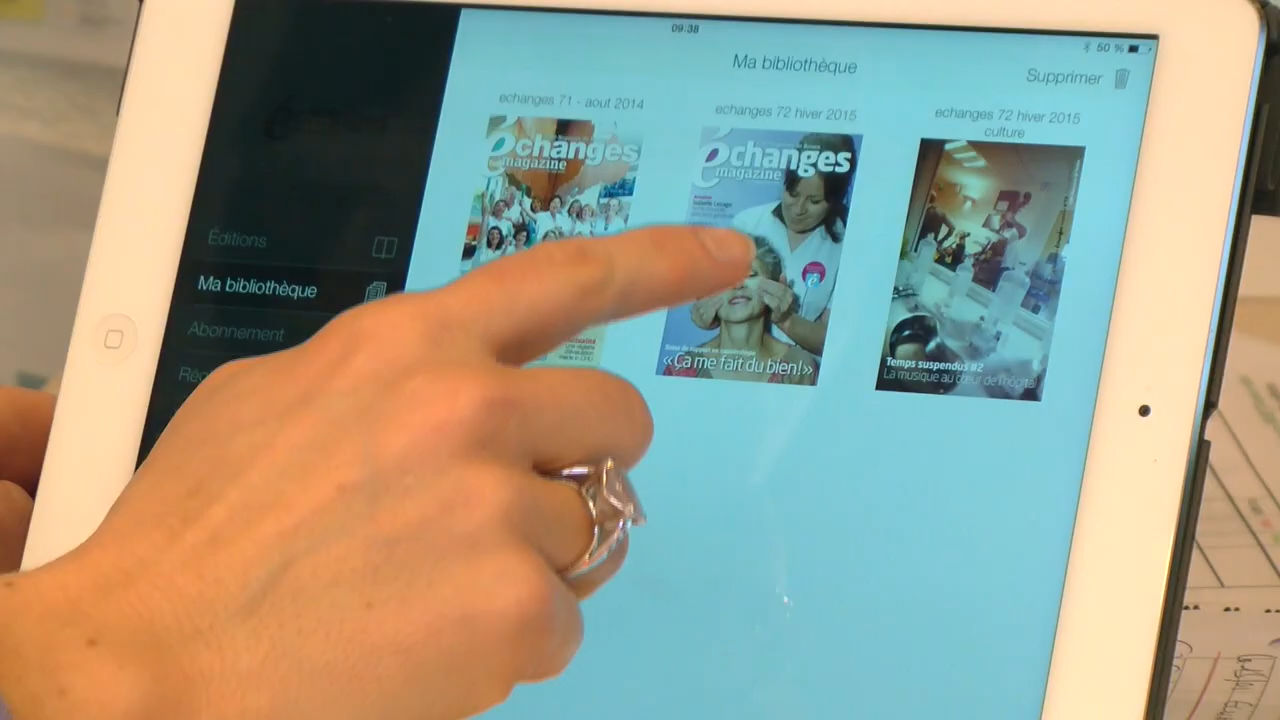 09:38
50 %
Ma bibliothèque
Supprimer
Éditions
Ma bibliothèque
Abonnement
echanges 71 - aout 2014
échanges
magazine
echanges 72 hiver 2015
échanges
magazine
Isabelle Lesage
«Ça me fait du bien!»
echanges 72 hiver 2015
culture
Temps suspendus #2
La musique au cœur de l'hôpital